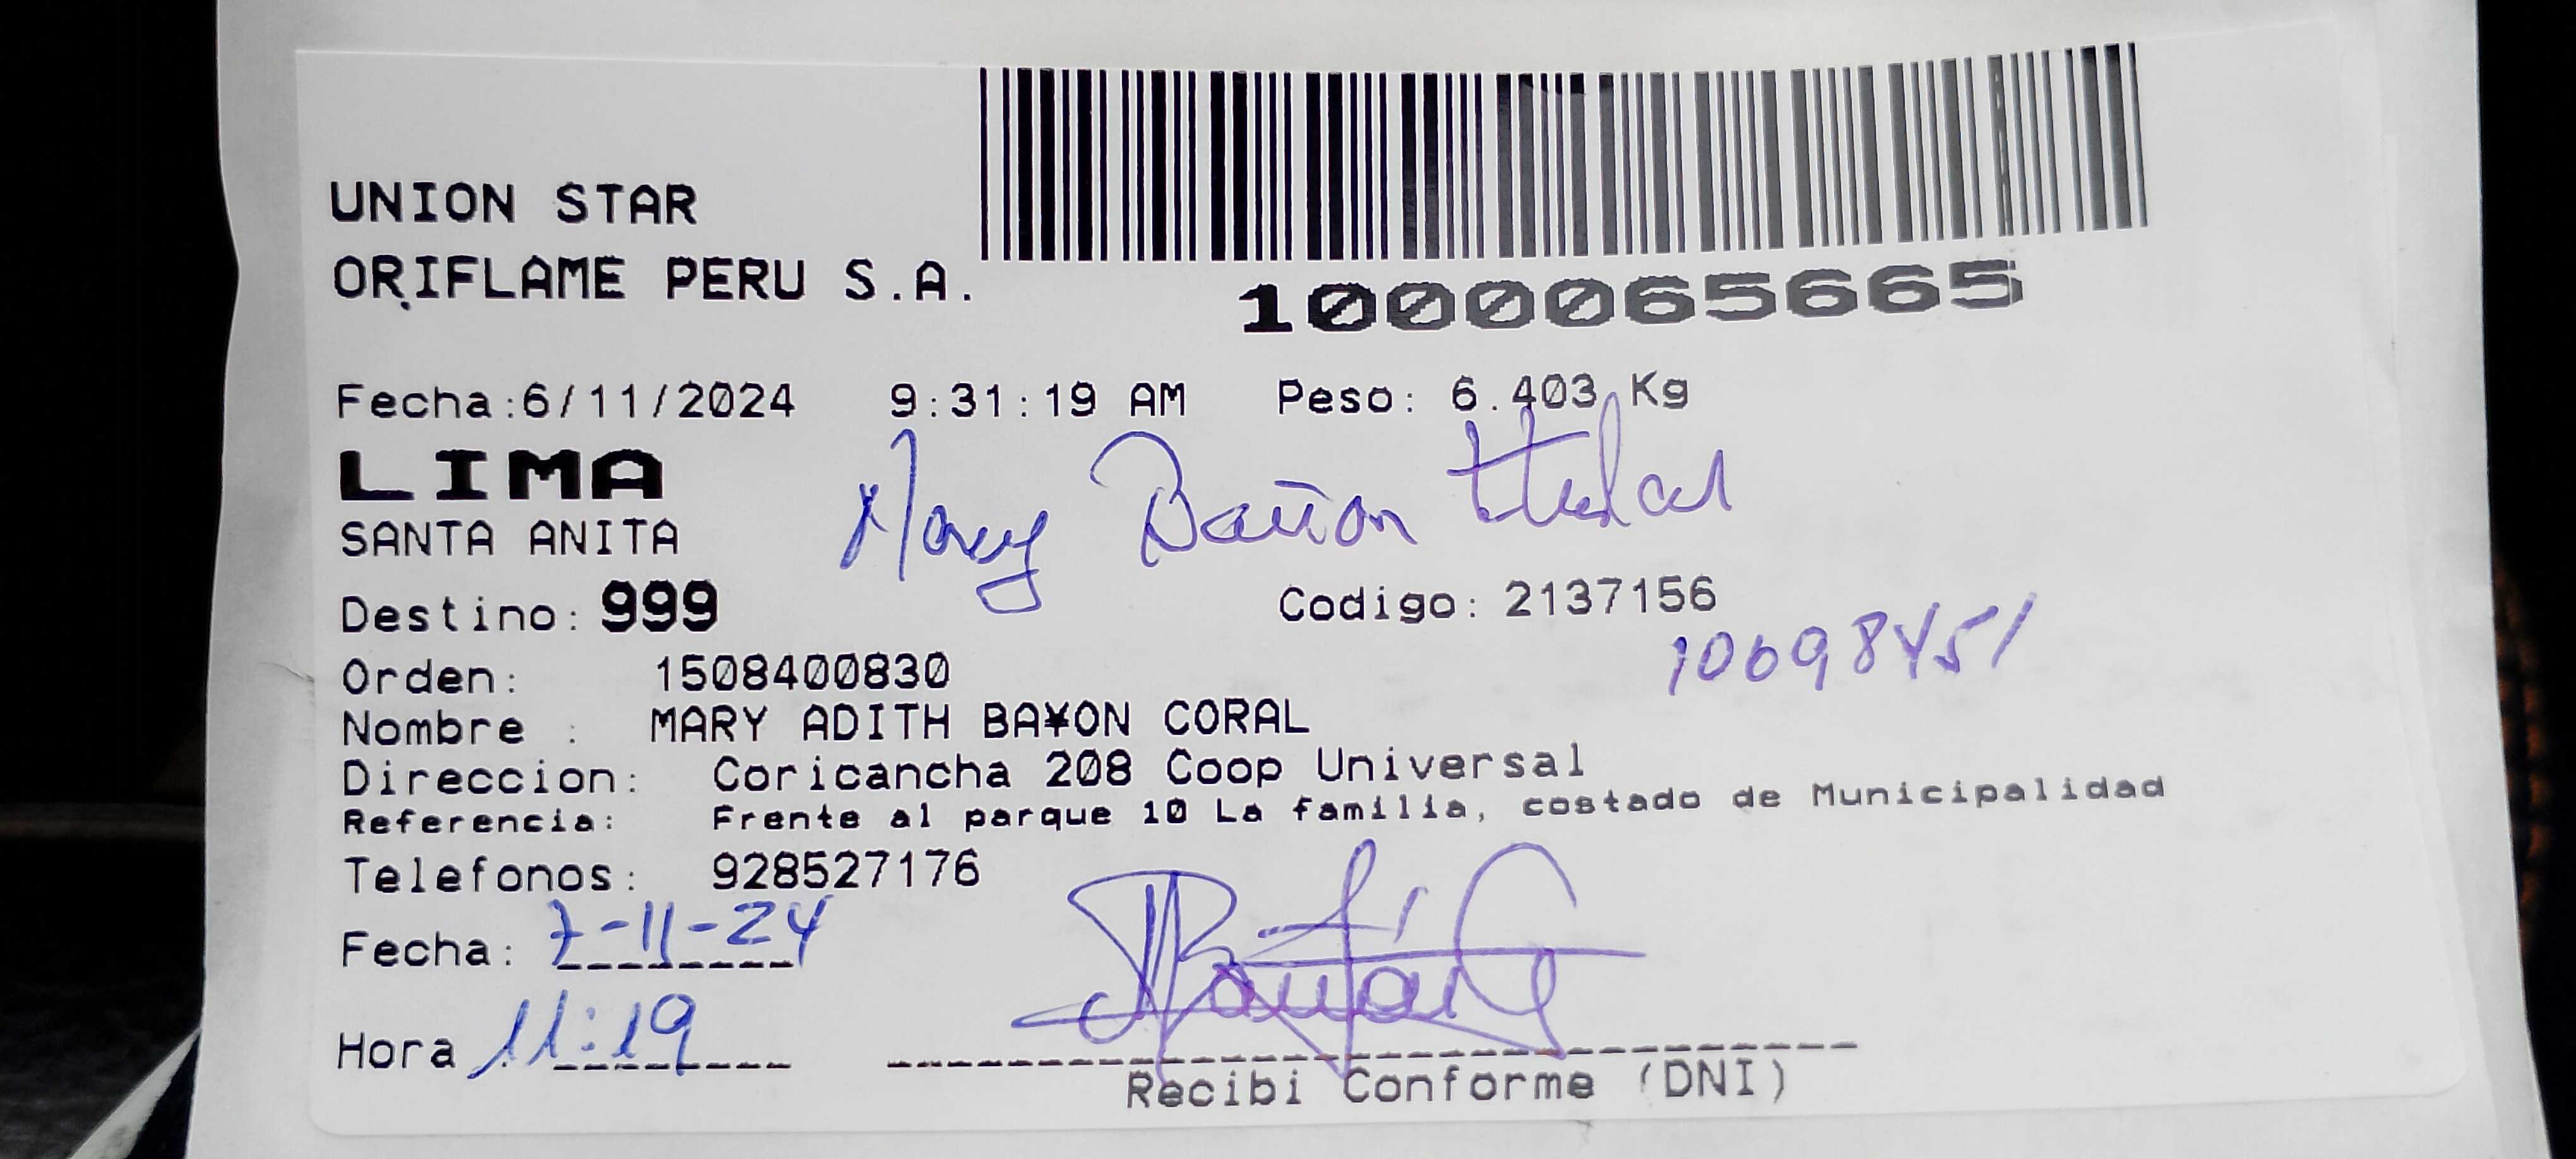 UNION STAR
ORIFLAME PERU S.A.
1000065665
Fecha:6/11/2024 9:31:19 AM Peso: 6.403 Kg
LIMA
Mary Bañon titular
SANTA ANITA
Destino: 999 Codigo: 2137156
10698451
Orden: 1508400830
Nombre : MARY ADITH BA¥ON CORAL
Direccion: Coricancha 208 Coop Universal
Referencia: Frente al parque 10 La familia, costado de Municipalidad
Telefonos: 928527176
Fecha: 7-11-24
Hora 11:19
Recibi Conforme (DNI)